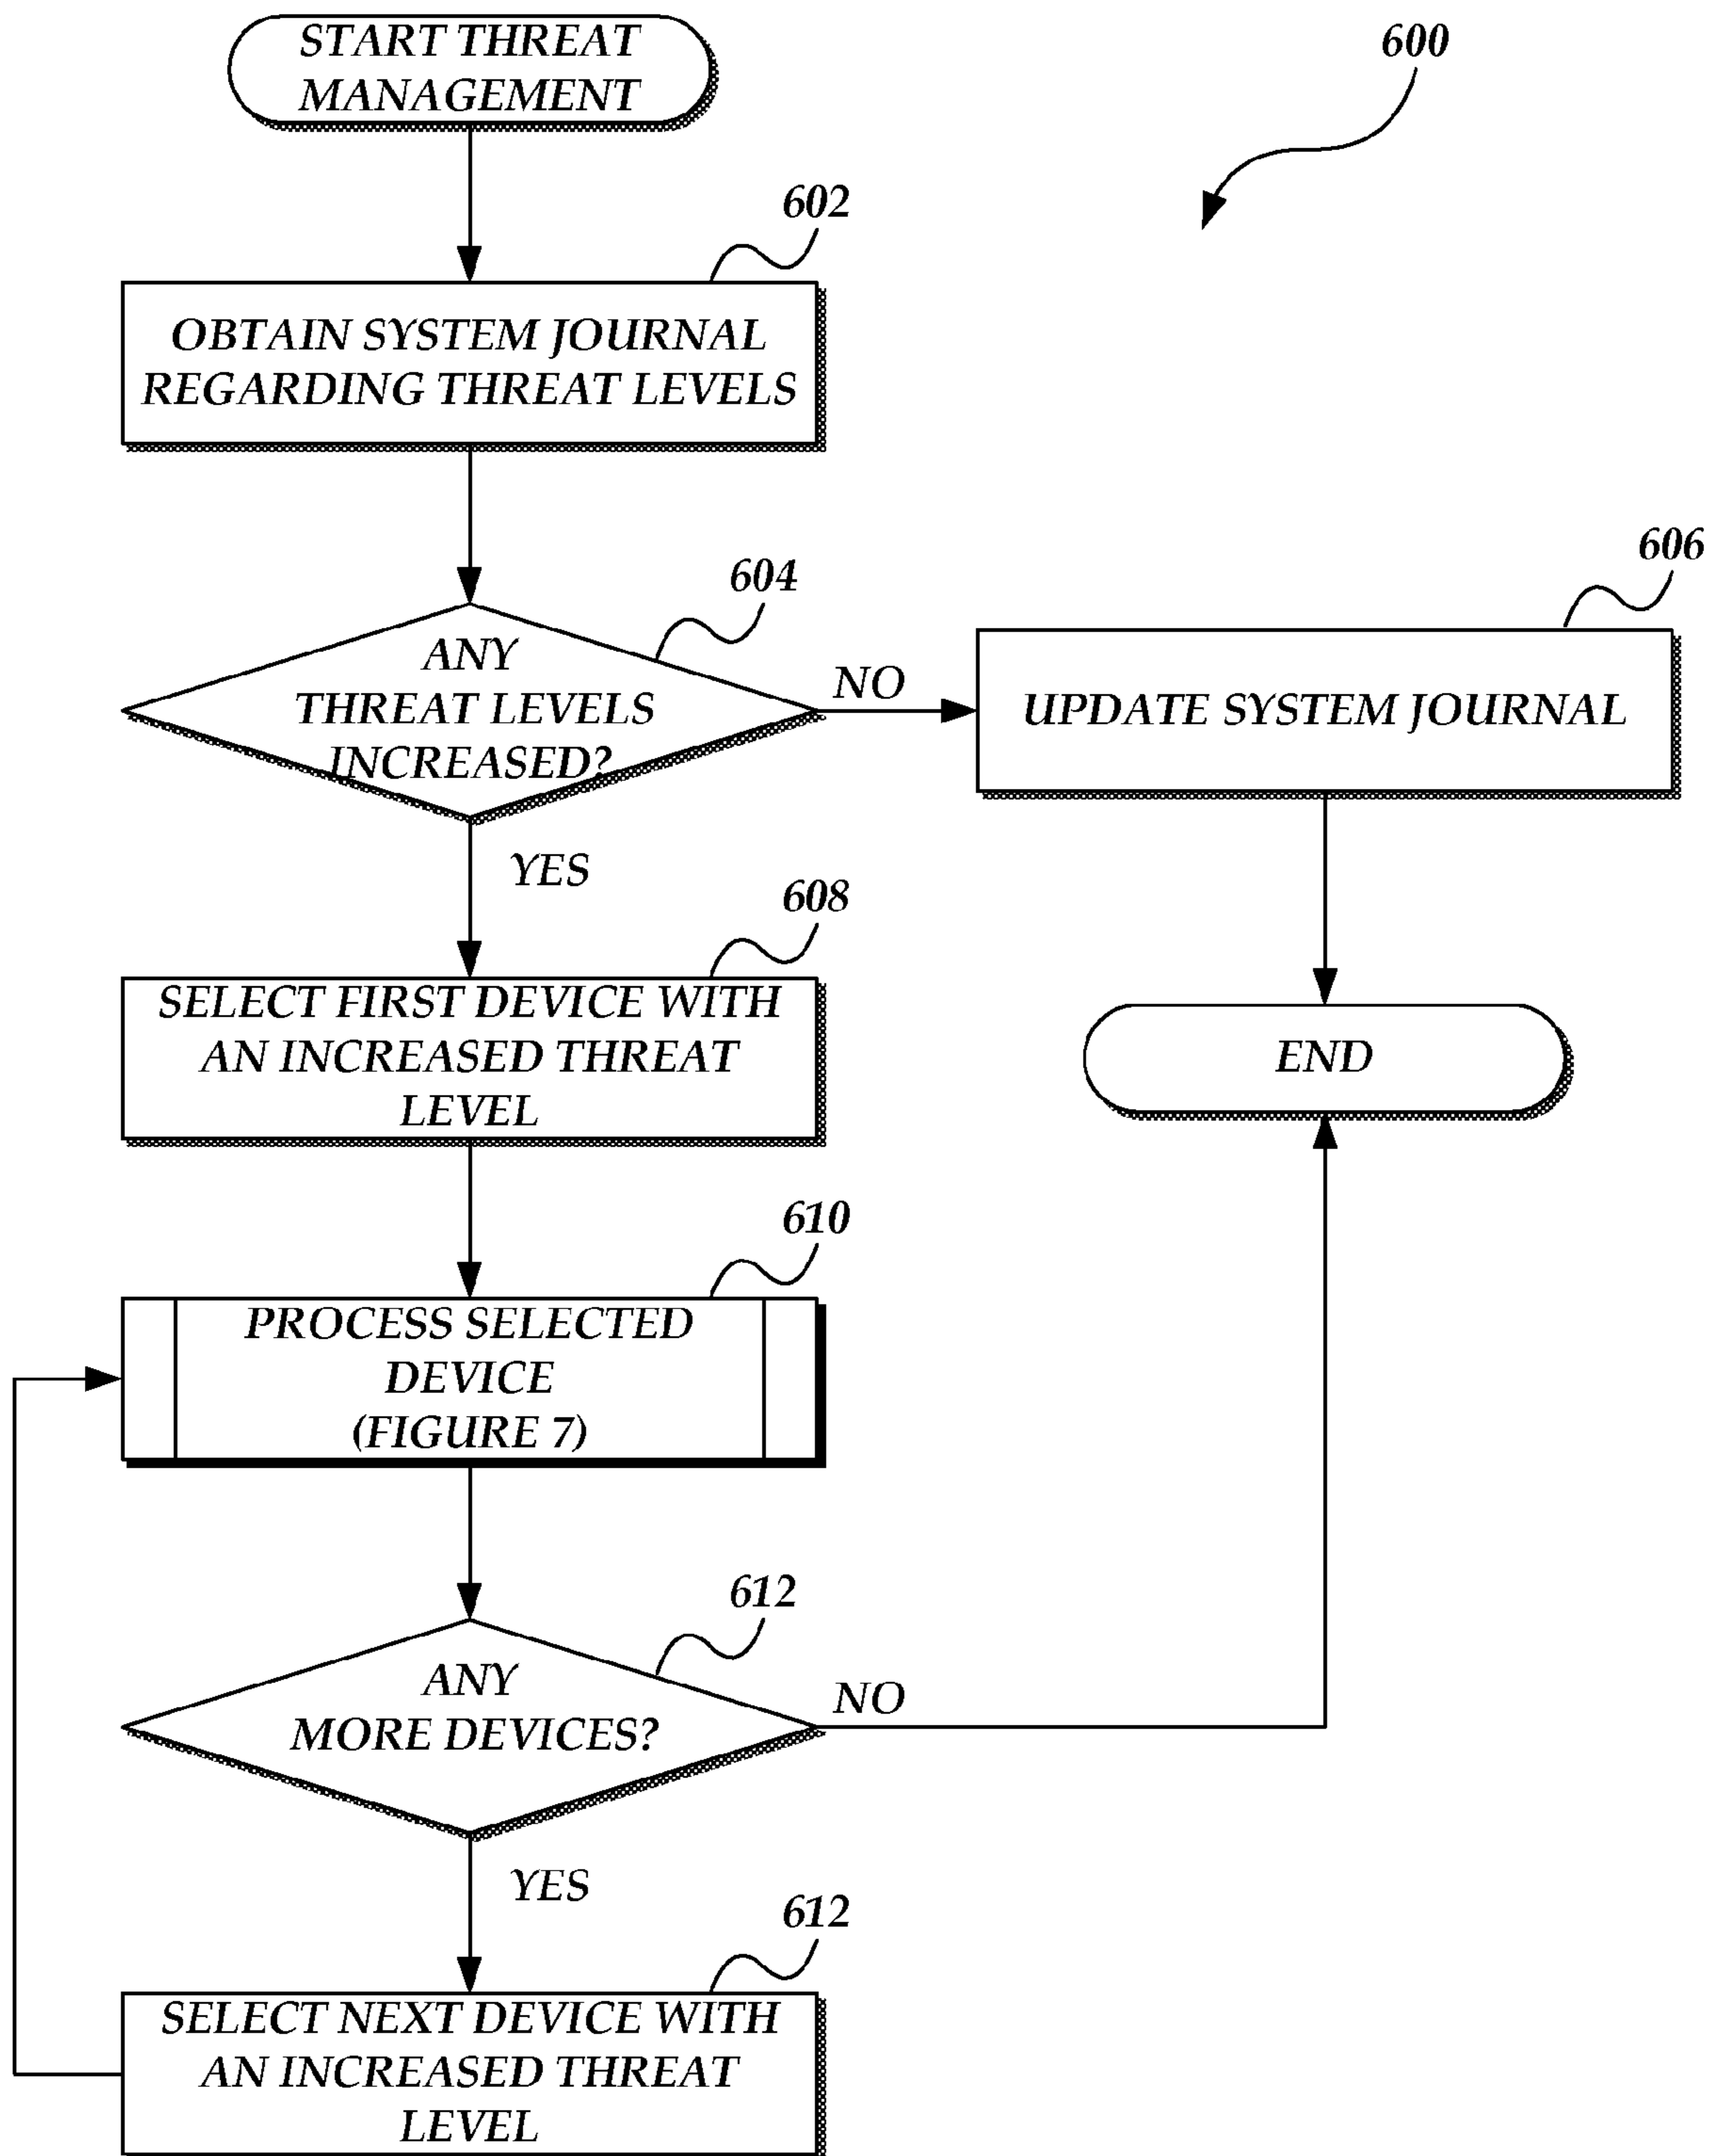 START THREAT
MANAGEMENT
600
602
OBTAIN SYSTEM JOURNAL
REGARDING THREAT LEVELS
604
ANY
THREAT LEVELS
INCREASED?
NO
606
UPDATE SYSTEM JOURNAL
YES
608
SELECT FIRST DEVICE WITH
AN INCREASED THREAT
LEVEL
END
610
PROCESS SELECTED
DEVICE
(FIGURE 7)
612
ANY
MORE DEVICES?
NO
YES
612
SELECT NEXT DEVICE WITH
AN INCREASED THREAT
LEVEL